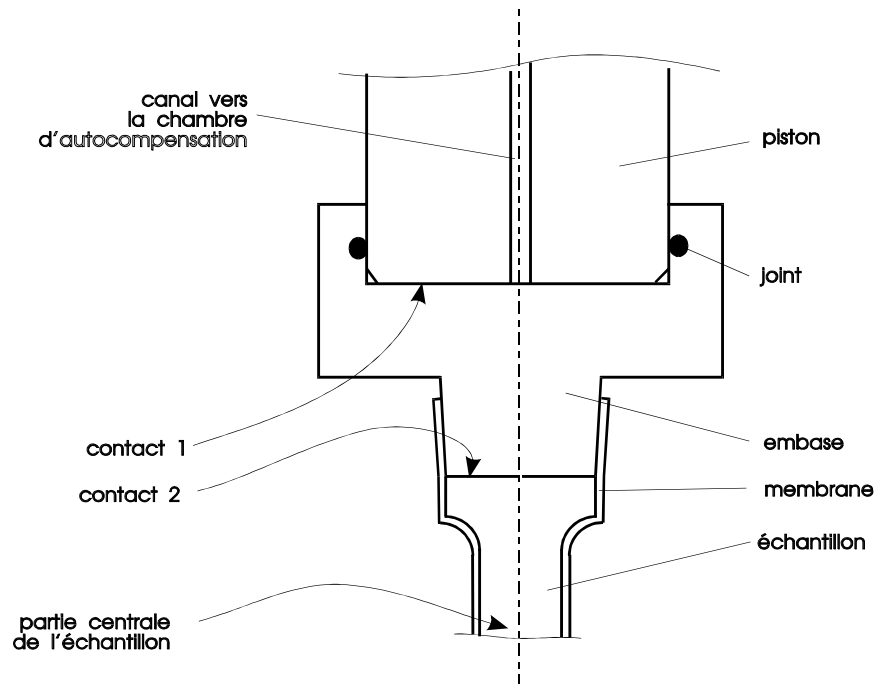 canal vers
la chambre
d'autocompensation
piston
joint
contact 1
embase
contact 2
membrane
échantillon
partie centrale
de l'échantillon